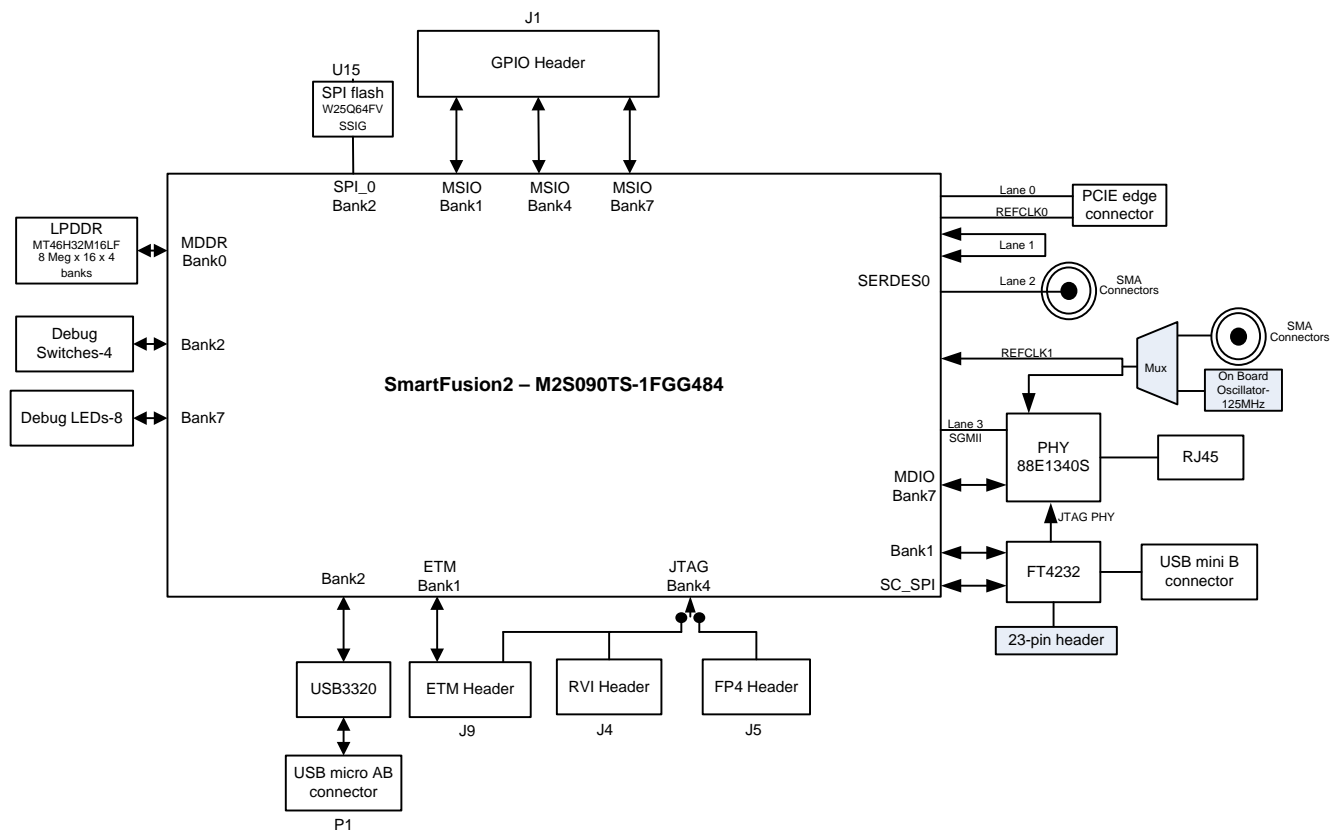 J1
GPIO Header
U15
SPI flash
W25Q64FV
SSIG
SPI_0
Bank2
MSIO
Bank1
MSIO
Bank4
MSIO
Bank7
LPDDR
MT46H32M16LF
8 Meg x 16 x 4
banks
MDDR
Bank0
Debug
Switches-4
Bank2
Debug LEDs-8
Bank7
SmartFusion2 – M2S090TS-1FGG484
Lane 0
REFCLK0
PCIE edge
connector
Lane 1
SERDES0
Lane 2
SMA
Connectors
SMA
Connectors
REFCLK1
Mux
On Board
Oscillator-
125MHz
Lane 3
SGMII
PHY
88E1340S
RJ45
MDIO
Bank7
JTAG PHY
Bank1
SC_SPI
FT4232
USB mini B
connector
23-pin header
Bank2
ETM
Bank1
JTAG
Bank4
USB3320
ETM Header
J9
RVI Header
J4
FP4 Header
J5
USB micro AB
connector
P1